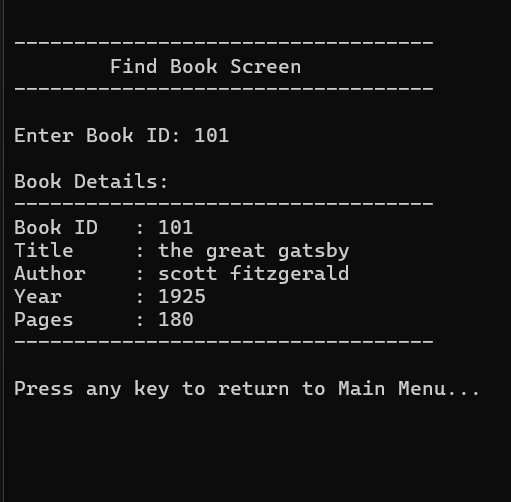 -----------------------------------
        Find Book Screen
-----------------------------------
Enter Book ID: 101
Book Details:
-----------------------------------
Book ID   : 101
Title     : the great gatsby
Author    : scott fitzgerald
Year      : 1925
Pages     : 180
-----------------------------------
Press any key to return to Main Menu...